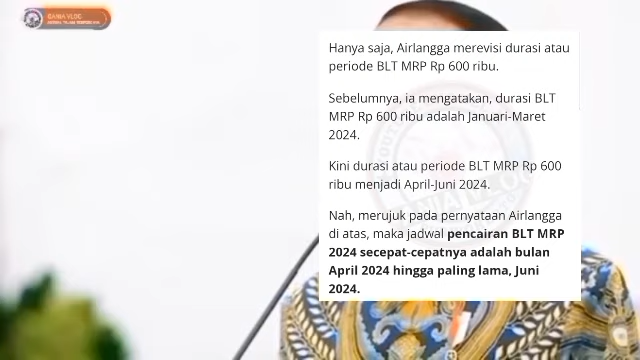 DANIA VLOG
Hanya saja, Airlangga merevisi durasi atau
periode BLT MRP Rp 600 ribu.
Sebelumnya, ia mengatakan, durasi BLT
MRP Rp 600 ribu adalah Januari-Maret
2024.
Kini durasi atau periode BLT MRP Rp 600
ribu menjadi April-Juni 2024.
Nah, merujuk pada pernyataan Airlangga
di atas, maka jadwal pencairan BLT MRP
2024 secepat-cepatnya adalah bulan
April 2024 hingga paling lama, Juni
2024.